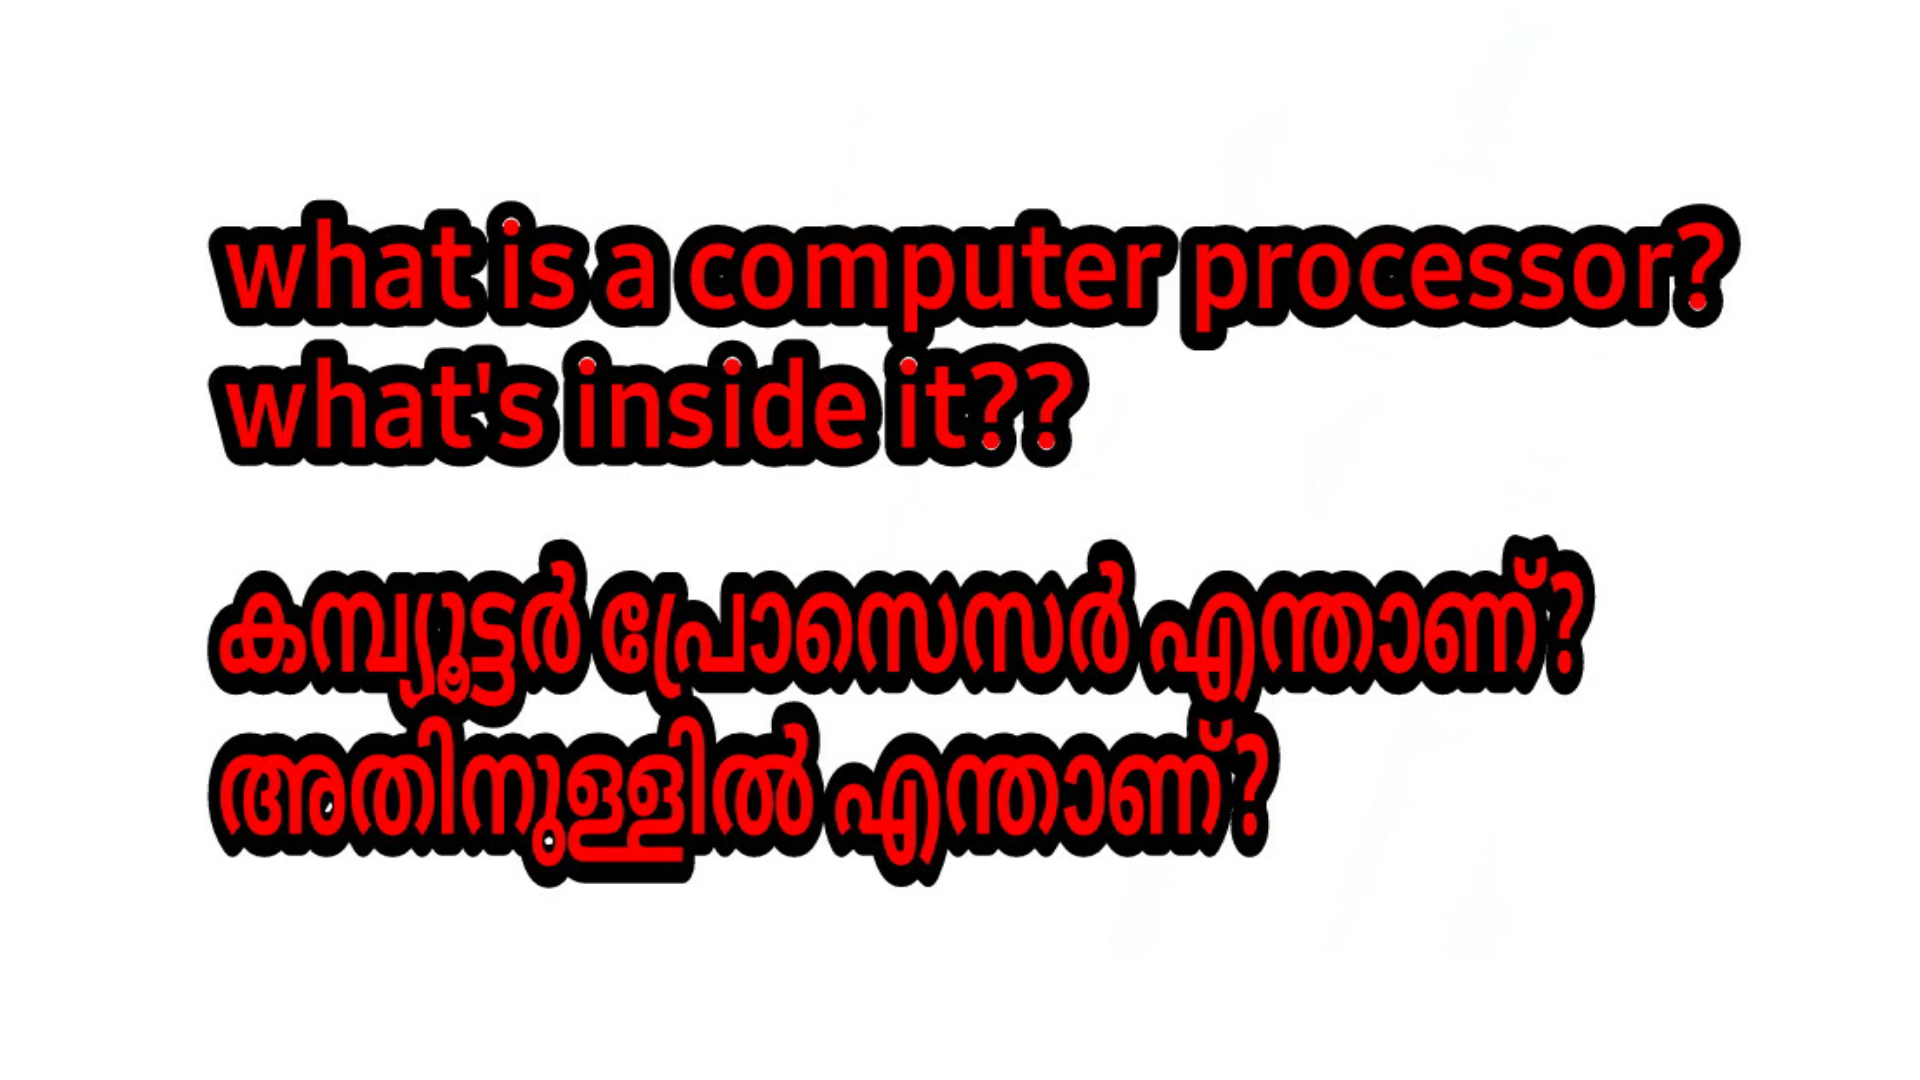 what is a computer processor?
what's inside it??
കമ്പ്യൂട്ടർ പ്രോസെസർ എന്താണ്?
അതിനുള്ളിൽ എന്താണ്?